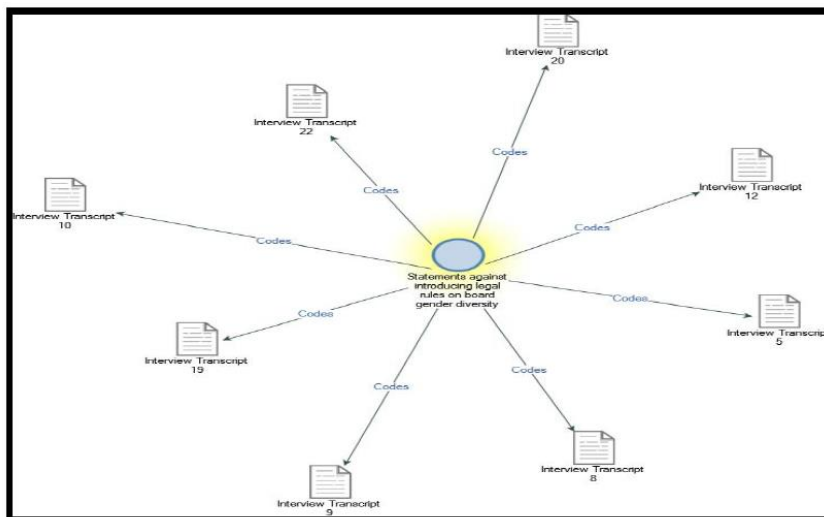 Interview Transcript
20
Interview Transcript
22
Codes
Interview Transcript
12
Codes
Interview Transcript
10
Codes
Codes
Statements against
introducing legal
rules on board
gender diversity
Codes
Codes
Interview Transcript
5
Interview Transcript
19
Codes
Codes
Interview Transcript
8
Interview Transcript
9